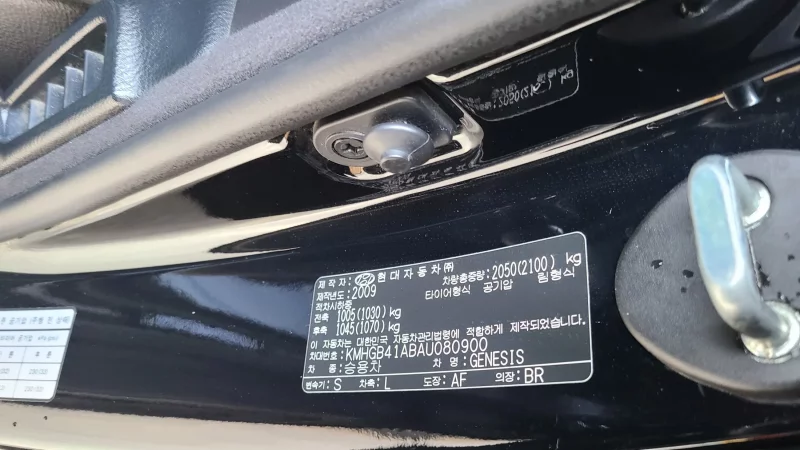 제 작 자: 현대자동차㈜
제작년도: 2009 차량총중량: 2050(2100) kg
적차시하중 타이어형식 공기압 림형식
전축 1005(1030) kg
후축 1045(1070) kg
이 자동차는 대한민국 자동차관리법령에 적합하게 제작되었습니다.
차대번호: KMHGB41ABAU080900
차 종: 승용차 차 명: GENESIS
변속기: S 차축: L 도장: AF 의장: BR